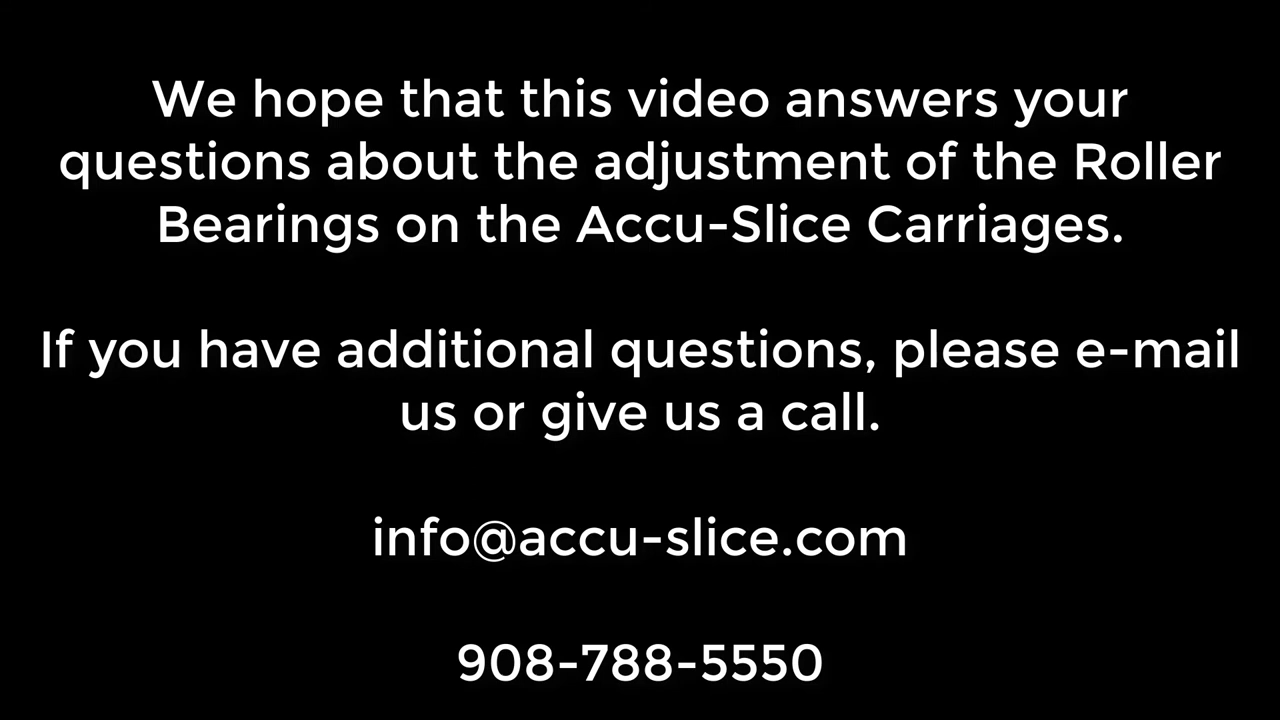 We hope that this video answers your
questions about the adjustment of the Roller
Bearings on the Accu-Slice Carriages.
If you have additional questions, please e-mail
us or give us a call.
info@accu-slice.com
908-788-5550